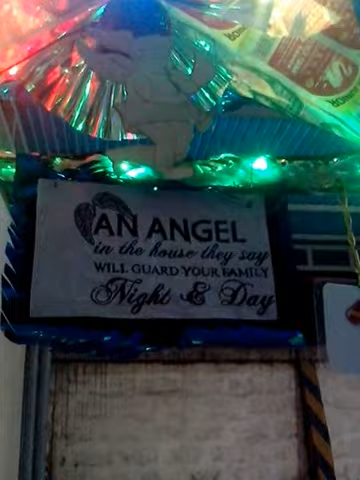 AN ANGEL
in the house they say
WILL GUARD YOUR FAMILY
Night & Day